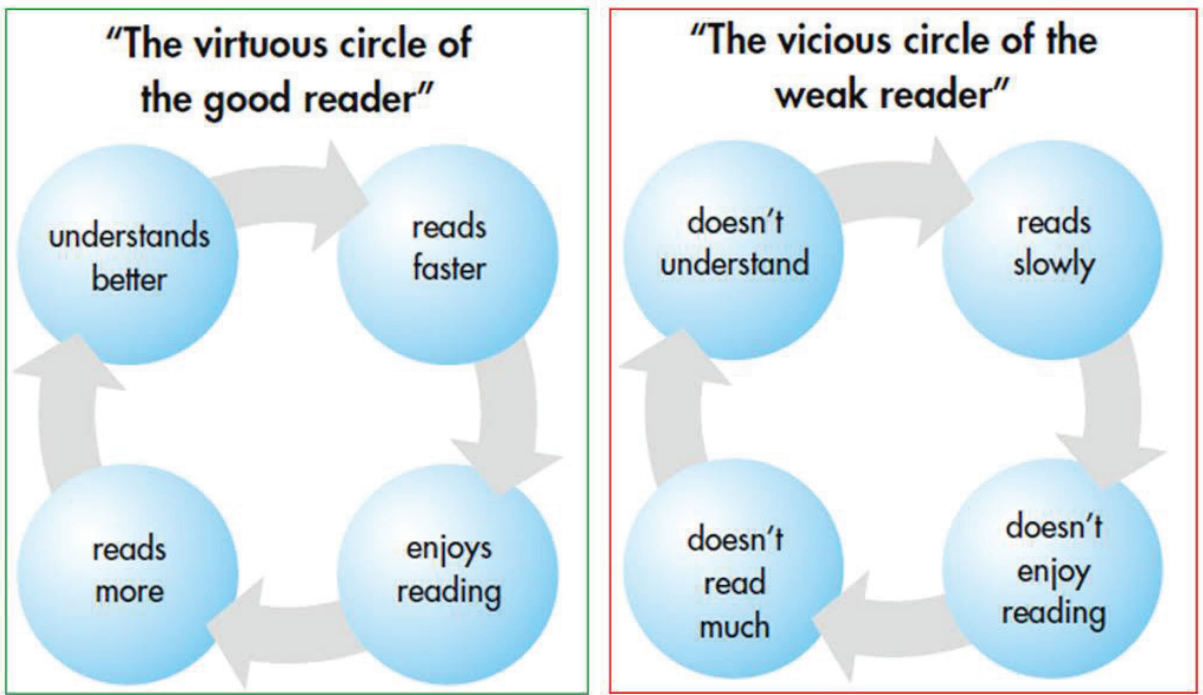 “The virtuous circle of
the good reader”
understands
better
reads
faster
enjoys
reading
reads
more
“The vicious circle of the
weak reader”
doesn’t
understand
reads
slowly
doesn’t
enjoy
reading
doesn’t
read
much